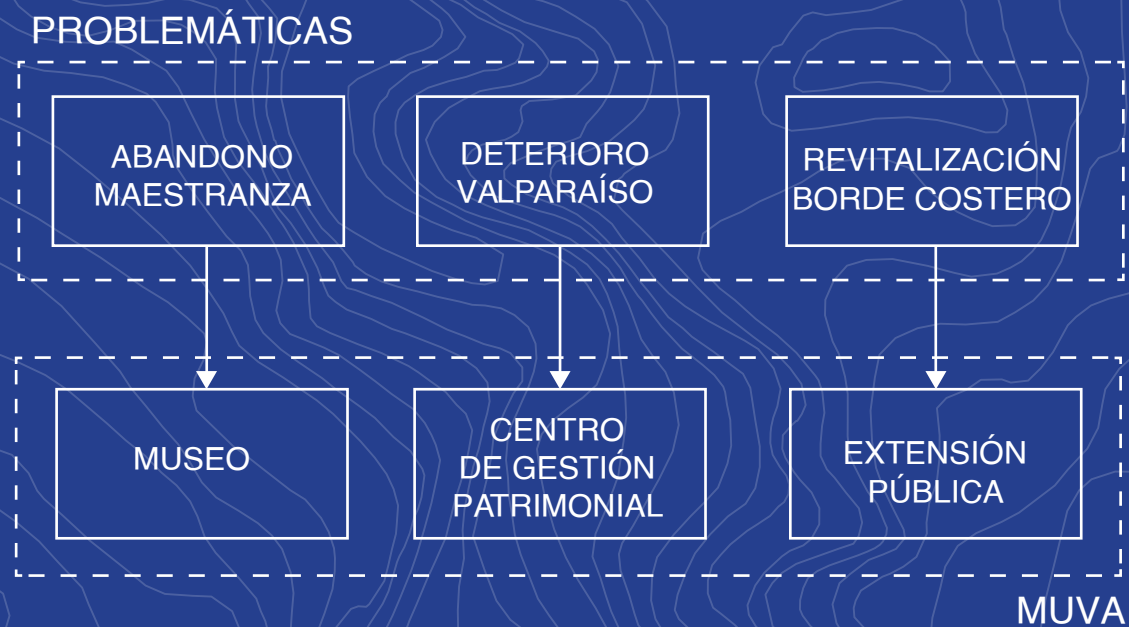 PROBLEMÁTICAS
ABANDONO
MAESTRANZA
DETERIORO
VALPARAÍSO
REVITALIZACIÓN
BORDE COSTERO
MUSEO
CENTRO
DE GESTIÓN
PATRIMONIAL
EXTENSIÓN
PÚBLICA
MUVA